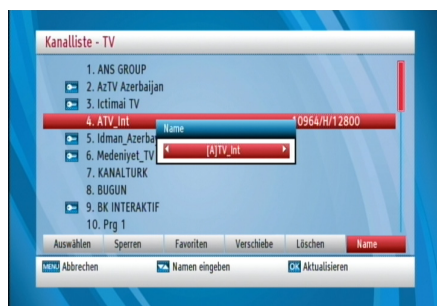 Kanalliste - TV
1. ANS GROUP
2. AzTV Azerbaijan
3. Ictimai TV
4. ATV_Int 10964/H/12800
5. Idman_Azerba
6. Medeniyet_TV
7. KANALTURK
8. BUGUN
9. BK INTERAKTIF
10. Prg 1
Name
[A]TV_Int
Auswählen Sperren Favoriten Verschiebe Löschen Name
MENU Abbrechen Namen eingeben OK Aktualisieren